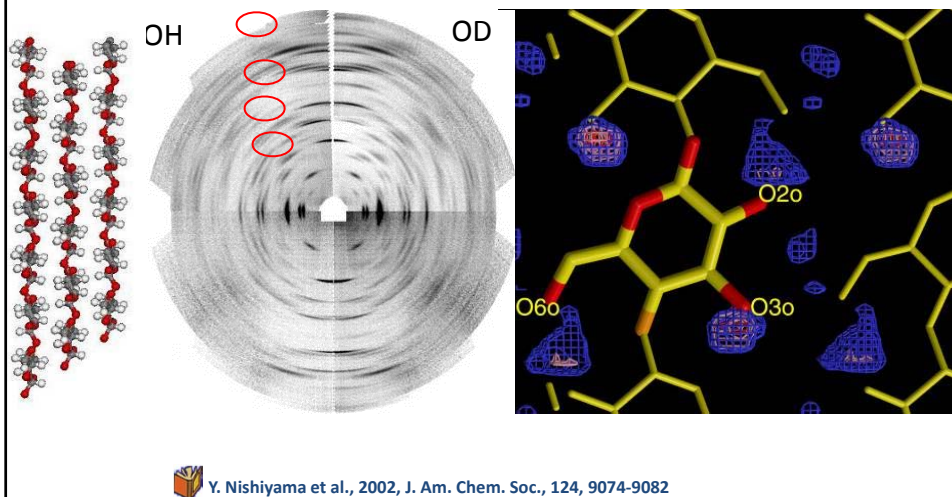 OH
OD
O2o
O6o
O3o
Y. Nishiyama et al., 2002, J. Am. Chem. Soc., 124, 9074-9082